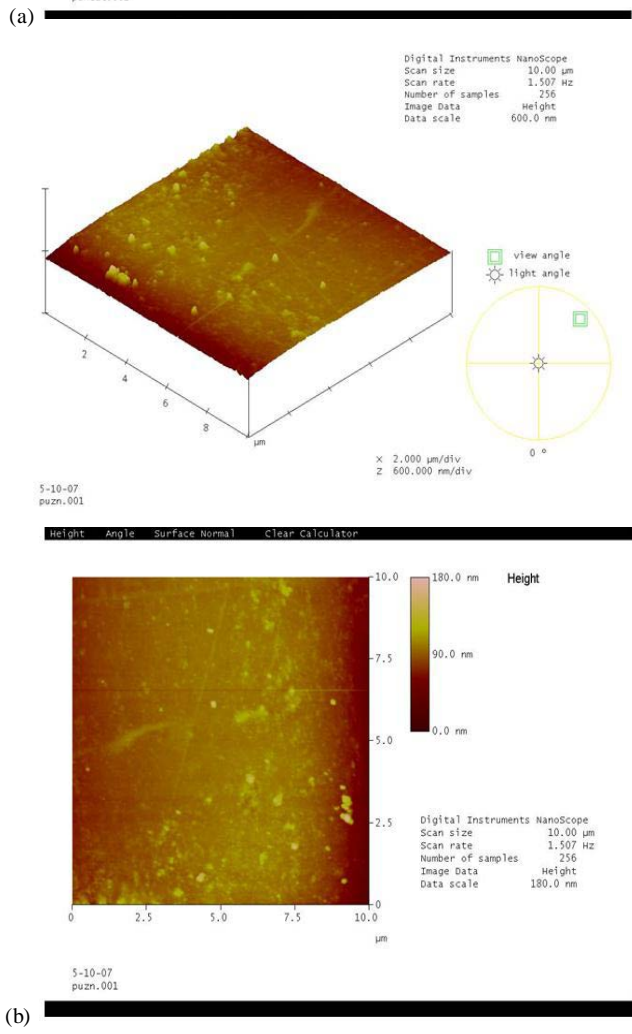 (a)
Digital Instruments NanoScope
Scan size 10.00 µm
Scan rate 1.507 Hz
Number of samples 256
Image Data Height
Data scale 600.0 nm
view angle
light angle
2
4
6
8
µm
X 2.000 µm/div
Z 600.000 nm/div
0 °
5-10-07
puzn.001
Height Angle Surface Normal Clear Calculator
10.0
7.5
5.0
2.5
0
0 2.5 5.0 7.5 10.0
µm
180.0 nm
90.0 nm
0.0 nm
Height
Digital Instruments NanoScope
Scan size 10.00 µm
Scan rate 1.507 Hz
Number of samples 256
Image Data Height
Data scale 180.0 nm
5-10-07
puzn.001
(b)